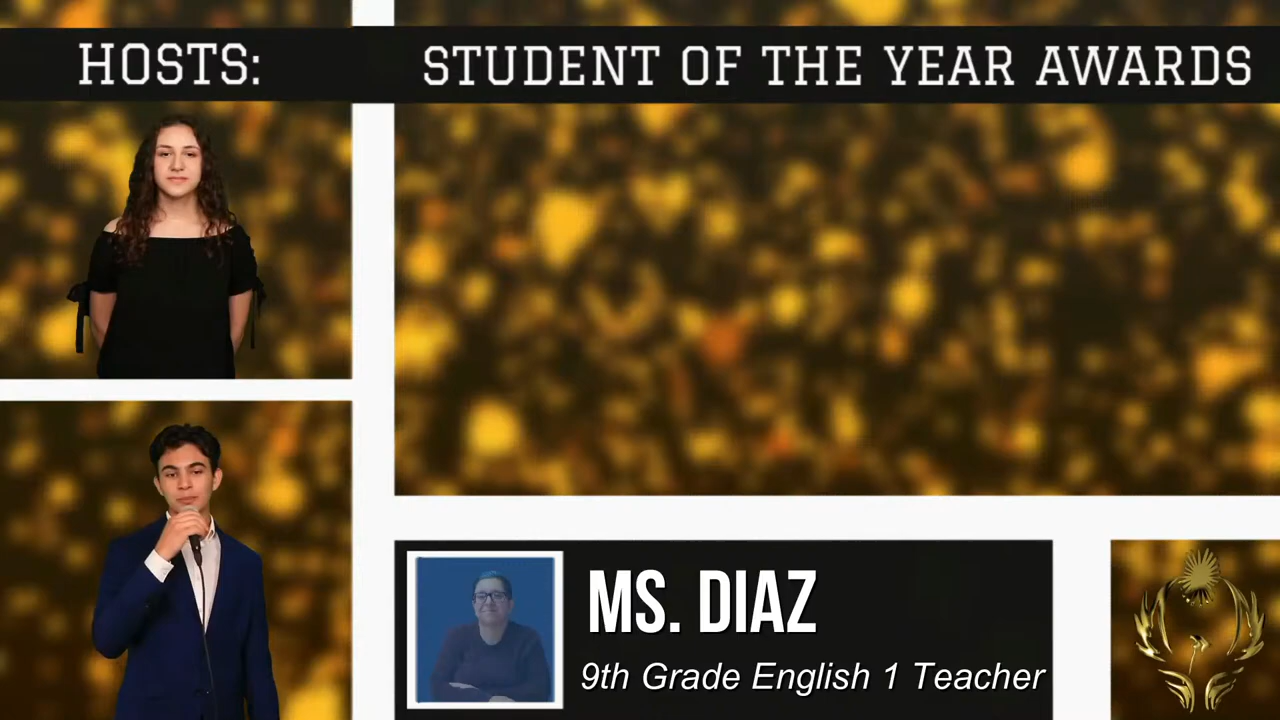 HOSTS:
STUDENT OF THE YEAR AWARDS
MS. DIAZ
9th Grade English 1 Teacher